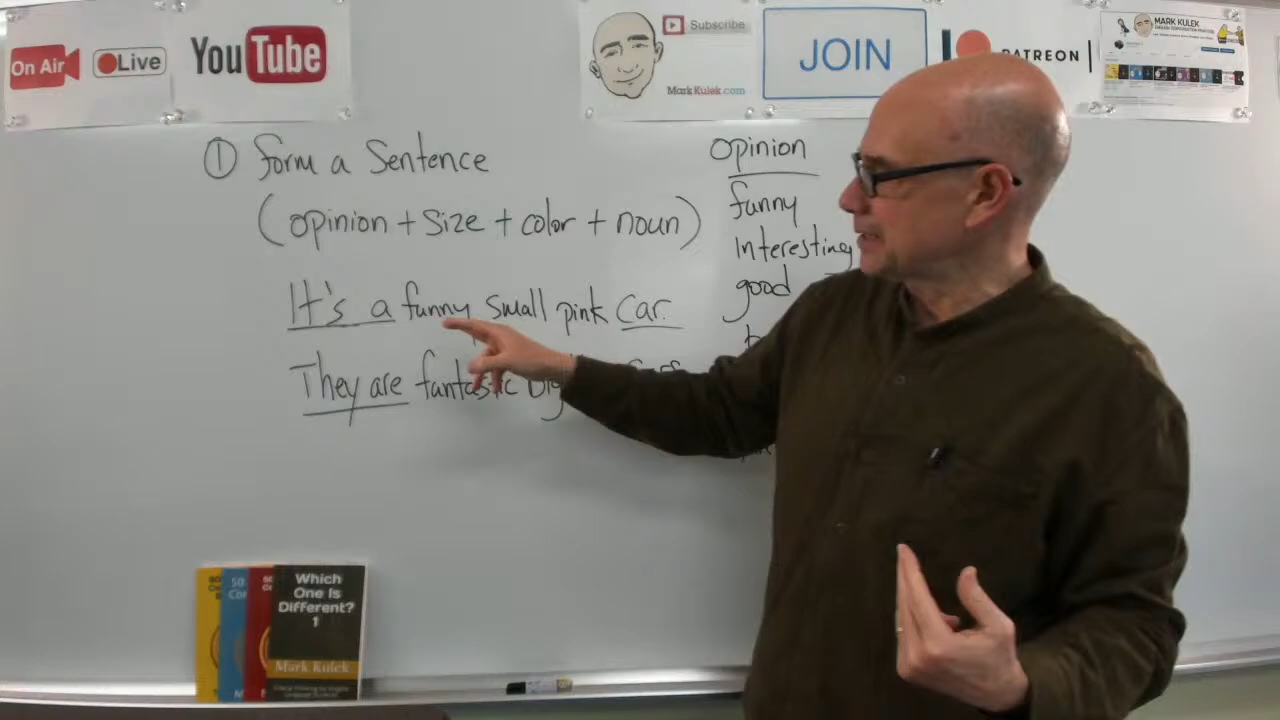 On Air
Live
YouTube
Subscribe
MarkKulek.com
JOIN
PATREON
MARK KULEK
① Form a Sentence
(opinion + size + color + noun)
It's a funny small pink car.
They are fantastic big
Opinion
funny
Interesting
good
Which
One Is
Different?
1
Mark Kulek